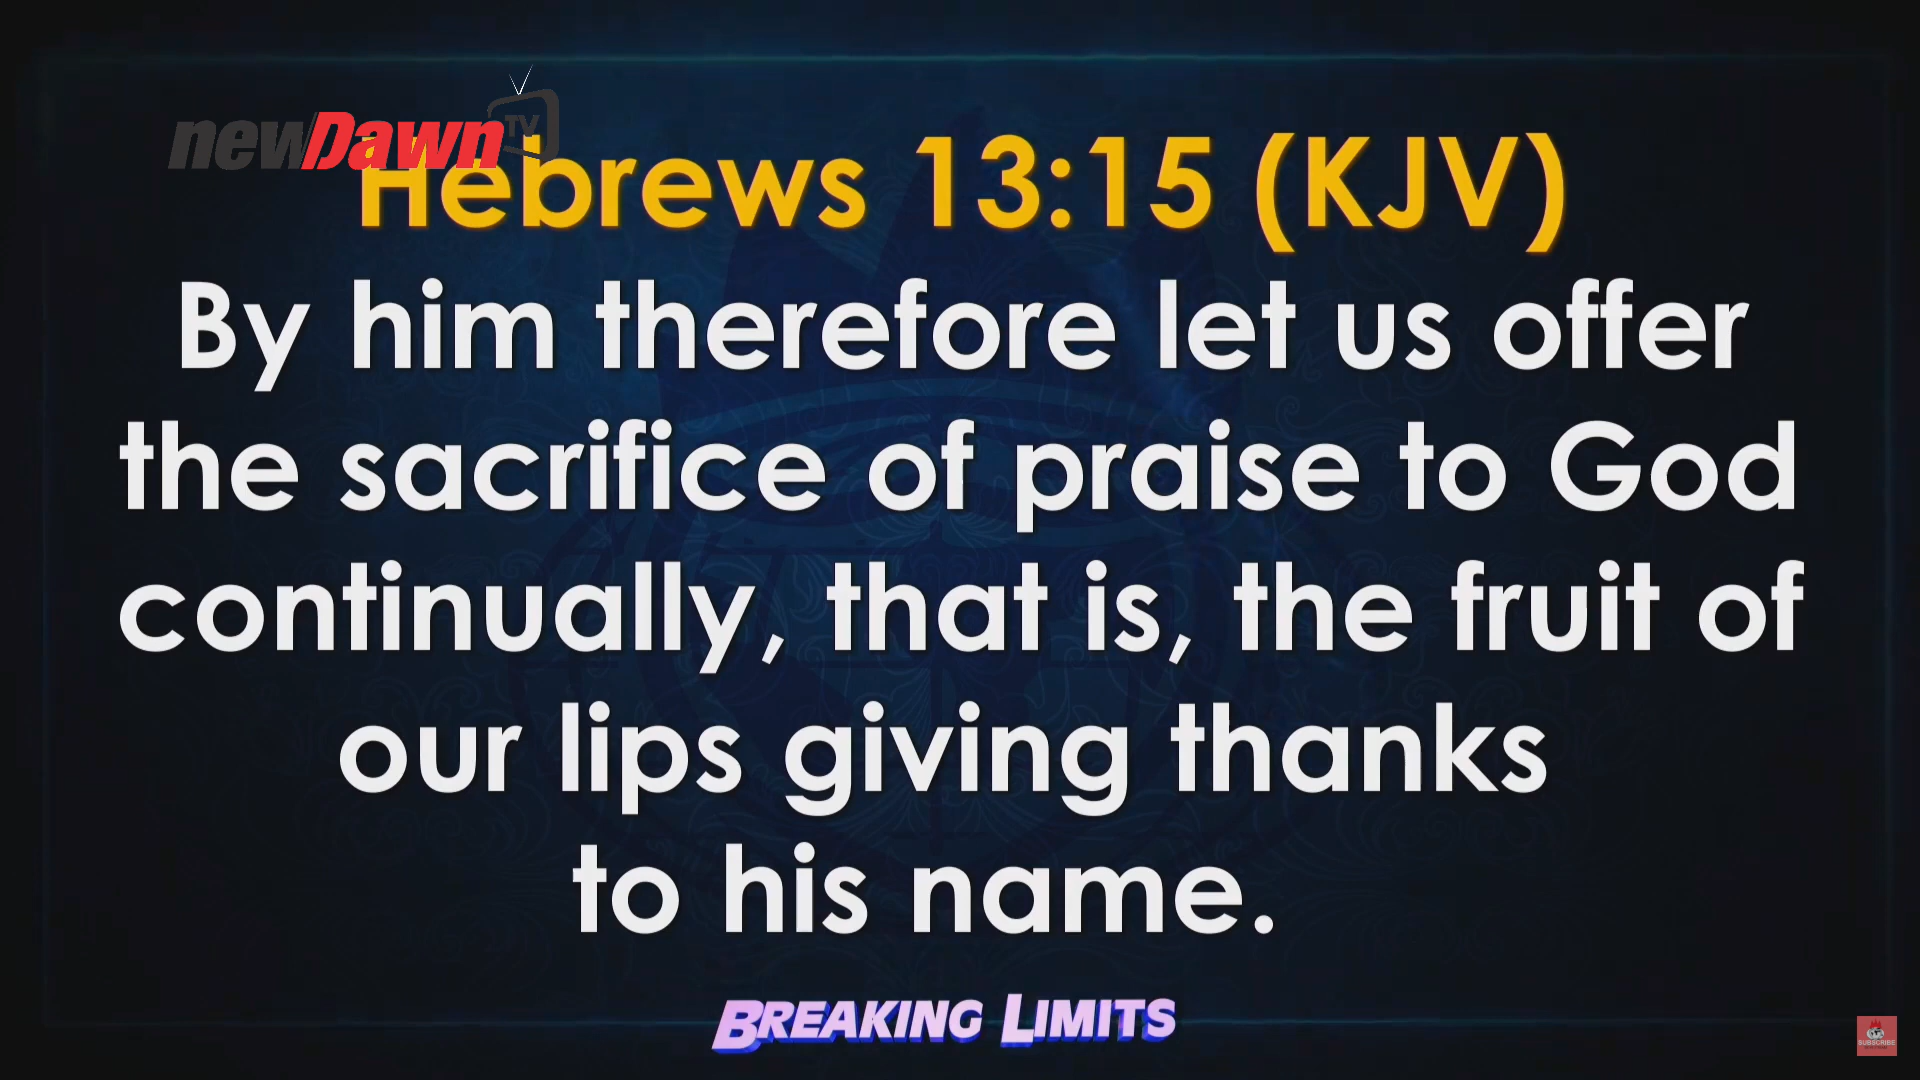 newDawn TV
Hebrews 13:15 (KJV)
By him therefore let us offer
the sacrifice of praise to God
continually, that is, the fruit of
our lips giving thanks
to his name.
BREAKING LIMITS
SUBSCRIBE